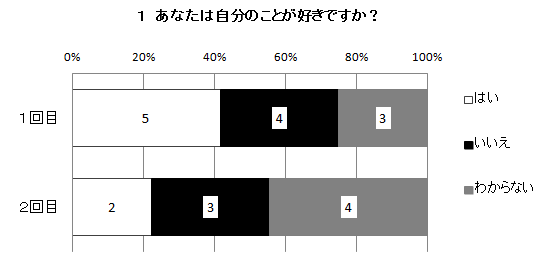 １ あなたは自分のことが好きですか？
0% 20% 40% 60% 80% 100%
１回目 5 4 3
２回目 2 3 4
はい
いいえ
わからない